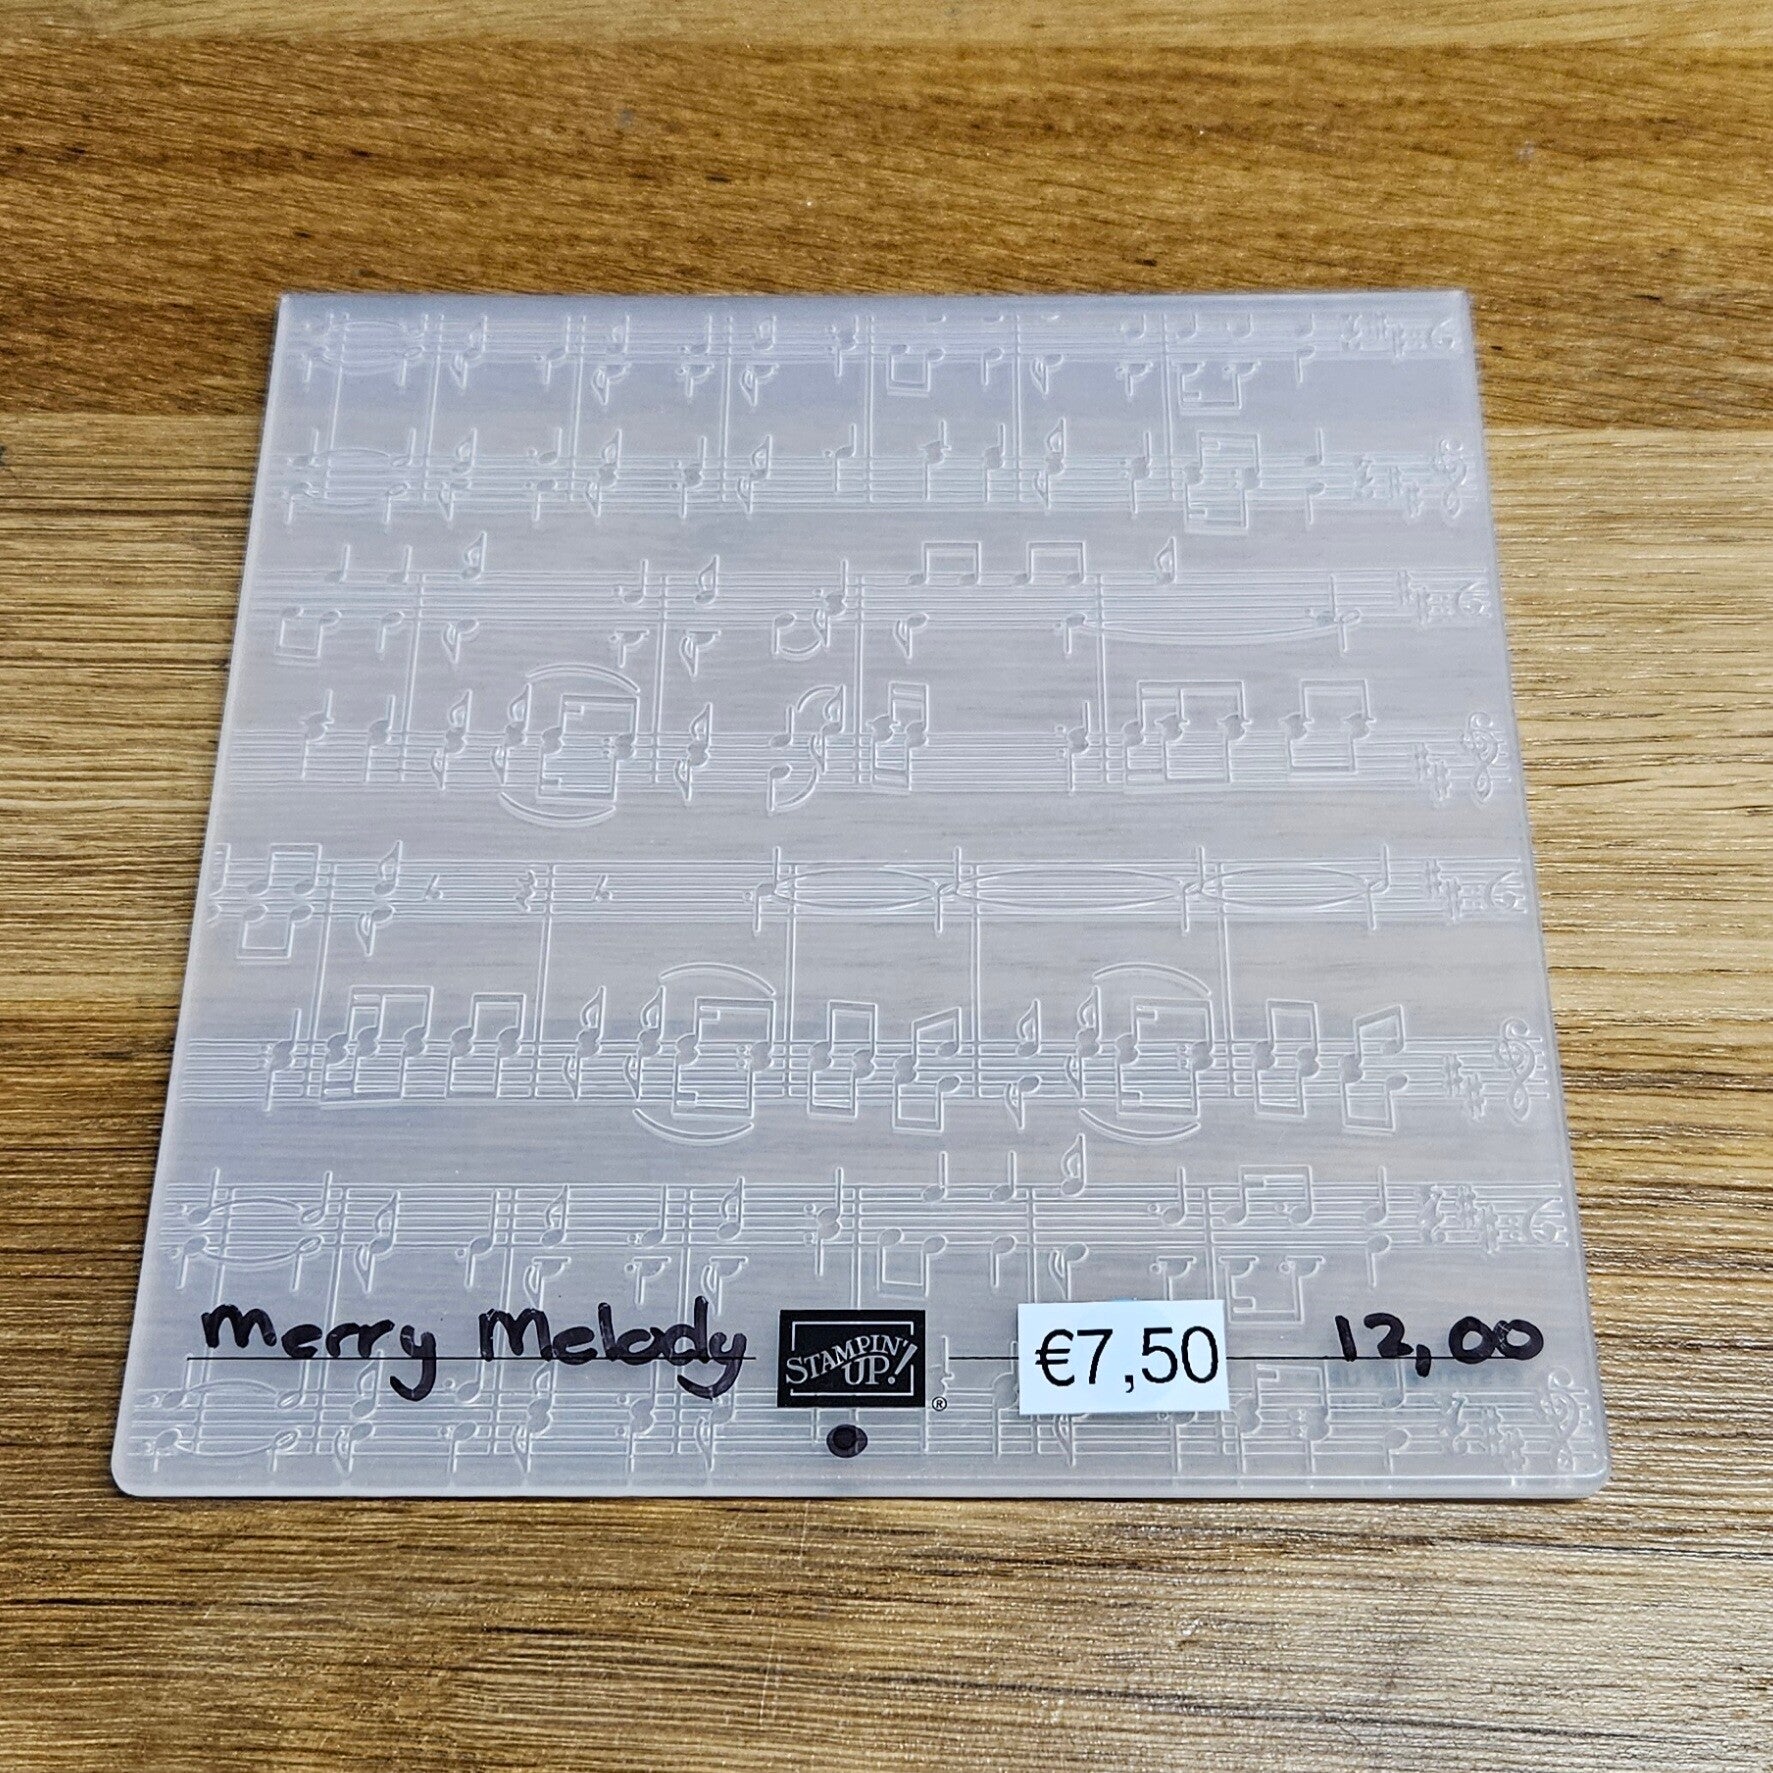 Merry Melody STAMPIN' UP! ® €7,50 12,00